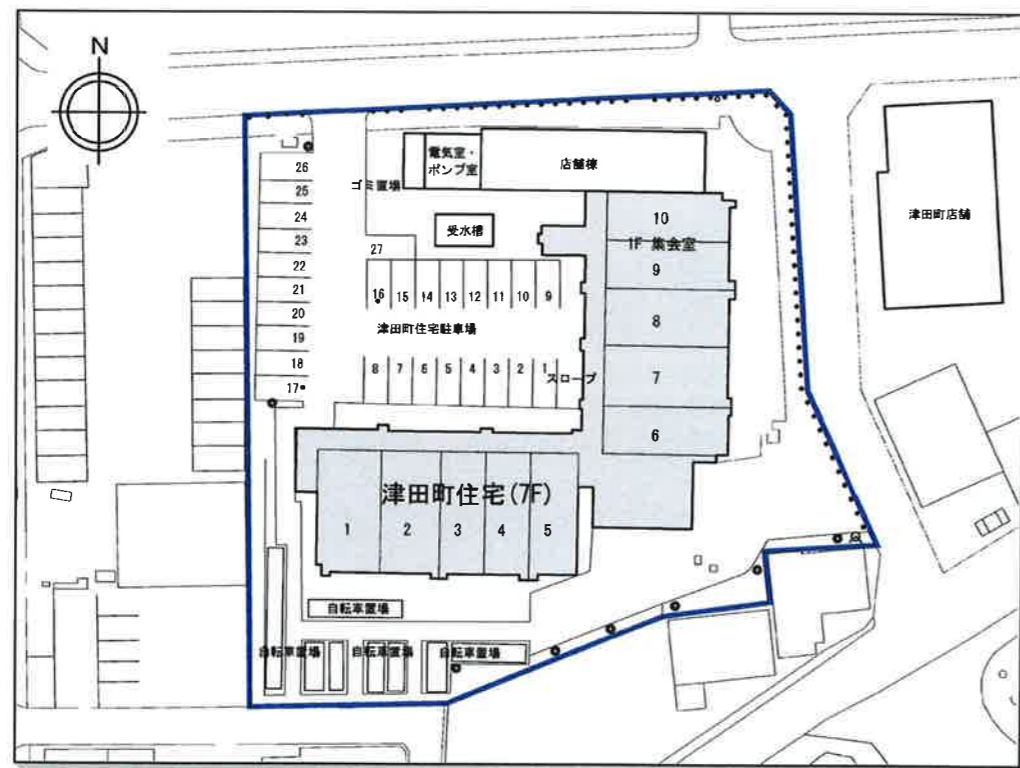 N
電気室・
ポンプ室
店舗棟
ゴミ置場
受水槽
26
25
24
23
22
21
20
19
18
17
27
16 15 14 13 12 11 10 9
津田町住宅駐車場
8 7 6 5 4 3 2 1
スロープ
10
1F 集会室
9
8
7
6
津田町店舗
津田町住宅(7F)
1 2 3 4 5
自転車置場
自転車置場 自転車置場 自転車置場